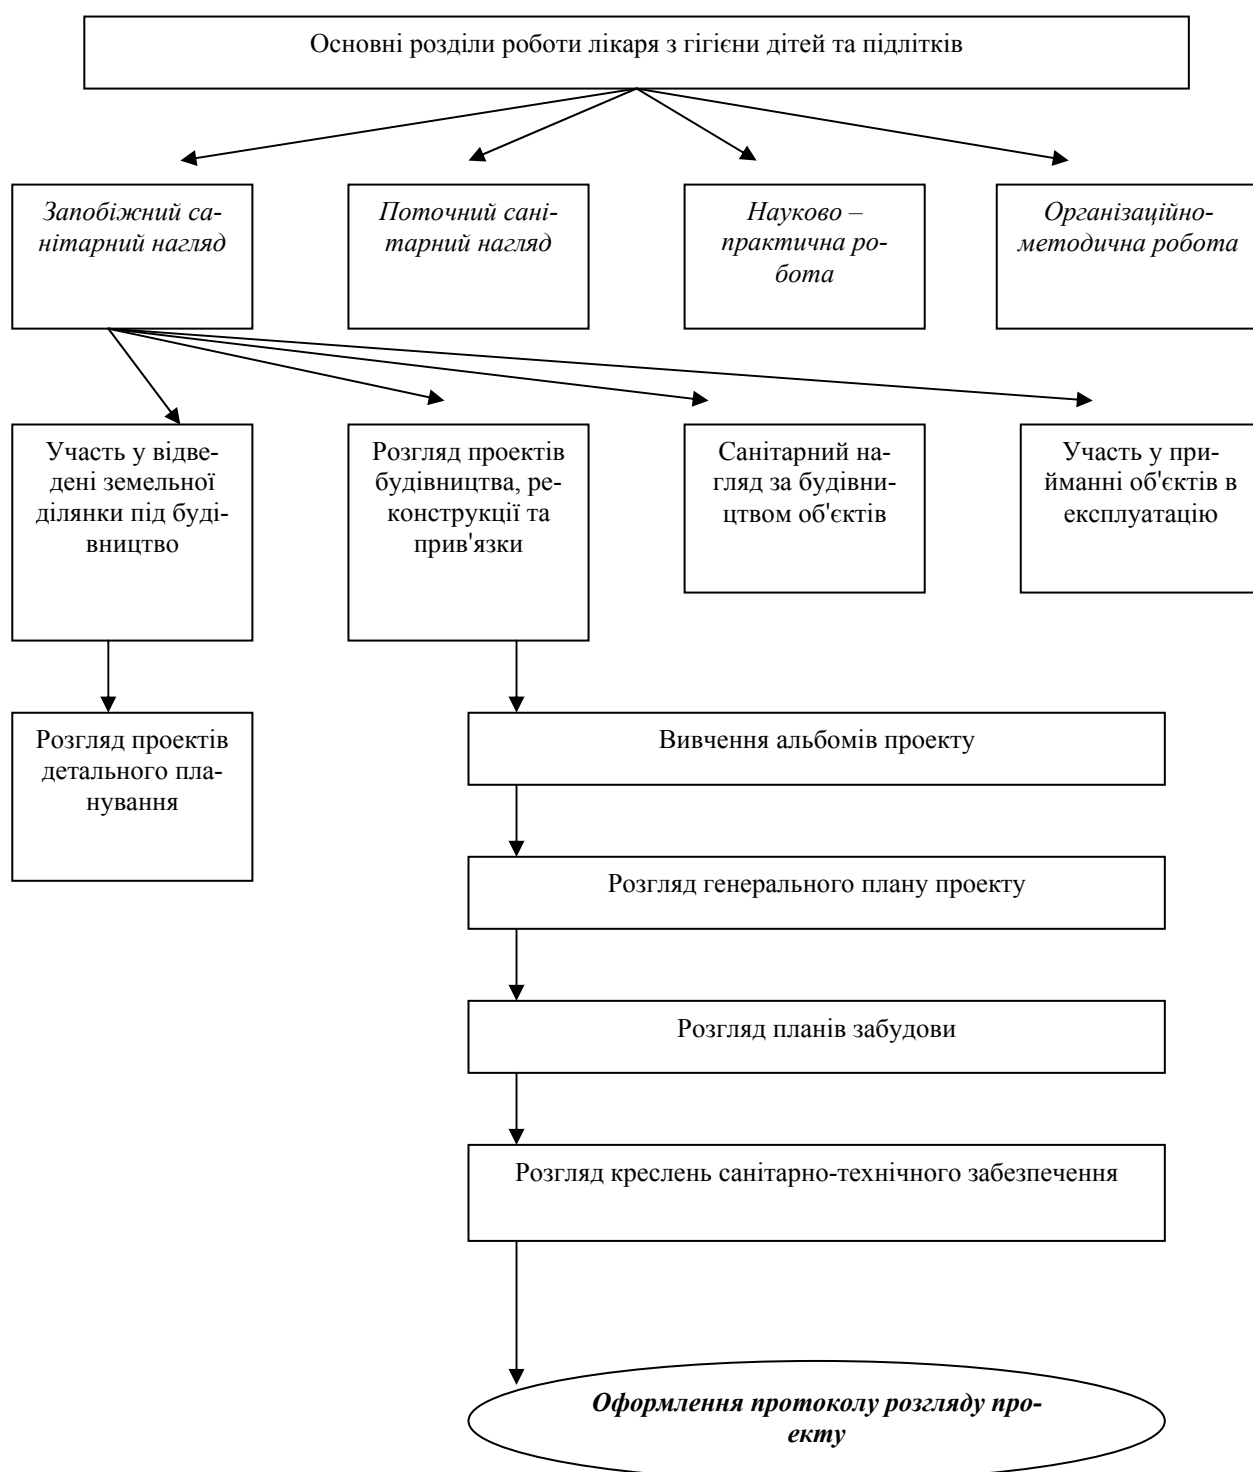 Основні розділи роботи лікаря з гігієни дітей та підлітків
Запобіжний са-
нітарний нагляд
Поточний сані-
тарний нагляд
Науково –
практична ро-
бота
Організаційно-
методична робота
Участь у відве-
дені земельної
ділянки під буді-
вництво
Розгляд проектів
будівництва, ре-
конструкції та
прив'язки
Санітарний на-
гляд за будівни-
цтвом об'єктів
Участь у при-
йманні об'єктів в
експлуатацію
Розгляд проектів
детального пла-
нування
Вивчення альбомів проекту
Розгляд генерального плану проекту
Розгляд планів забудови
Розгляд креслень санітарно-технічного забезпечення
Оформлення протоколу розгляду про-
екту